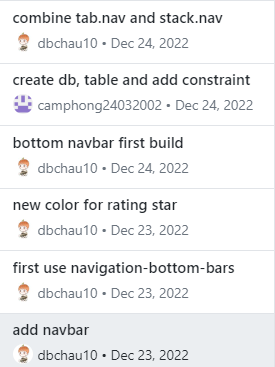 combine tab.nav and stack.nav
dbchau10 • Dec 24, 2022
create db, table and add constraint
camphong24032002 • Dec 24, 2022
bottom navbar first build
dbchau10 • Dec 24, 2022
new color for rating star
dbchau10 • Dec 23, 2022
first use navigation-bottom-bars
dbchau10 • Dec 23, 2022
add navbar
dbchau10 • Dec 23, 2022